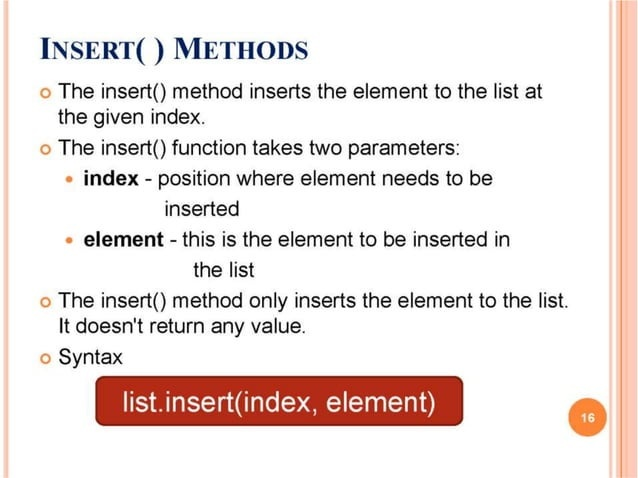 INSERT( ) METHODS
The insert() method inserts the element to the list at
the given index.
The insert() function takes two parameters:
index - position where element needs to be
inserted
element - this is the element to be inserted in
the list
The insert() method only inserts the element to the list.
It doesn't return any value.
Syntax
list.insert(index, element)
16